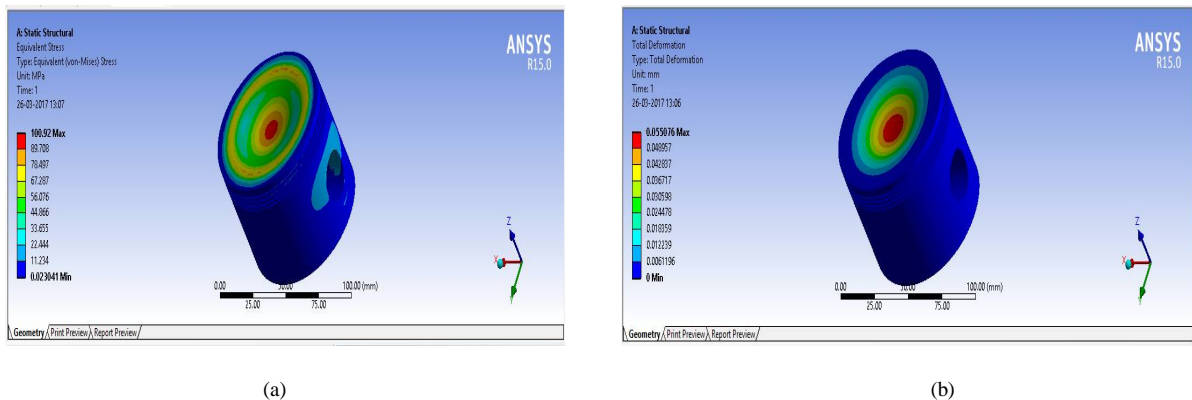 A: Static Structural
Equivalent Stress
Type: Equivalent (von-Mises) Stress
Unit: MPa
Time: 1
26-03-2017 13:07
ANSYS
R15.0
100.92 Max
89.708
78.497
67.287
56.076
44.866
33.655
22.444
11.234
0.023041 Min
Z
X
Y
0.00 50.00 100.00 (mm)
25.00 75.00
Geometry Print Preview Report Preview
(a)
A: Static Structural
Total Deformation
Type: Total Deformation
Unit: mm
Time: 1
26-03-2017 13:06
ANSYS
R15.0
0.055076 Max
0.048957
0.042837
0.036717
0.030598
0.024478
0.018359
0.012239
0.0061196
0 Min
Z
X
Y
0.00 50.00 100.00 (mm)
25.00 75.00
Geometry Print Preview Report Preview
(b)